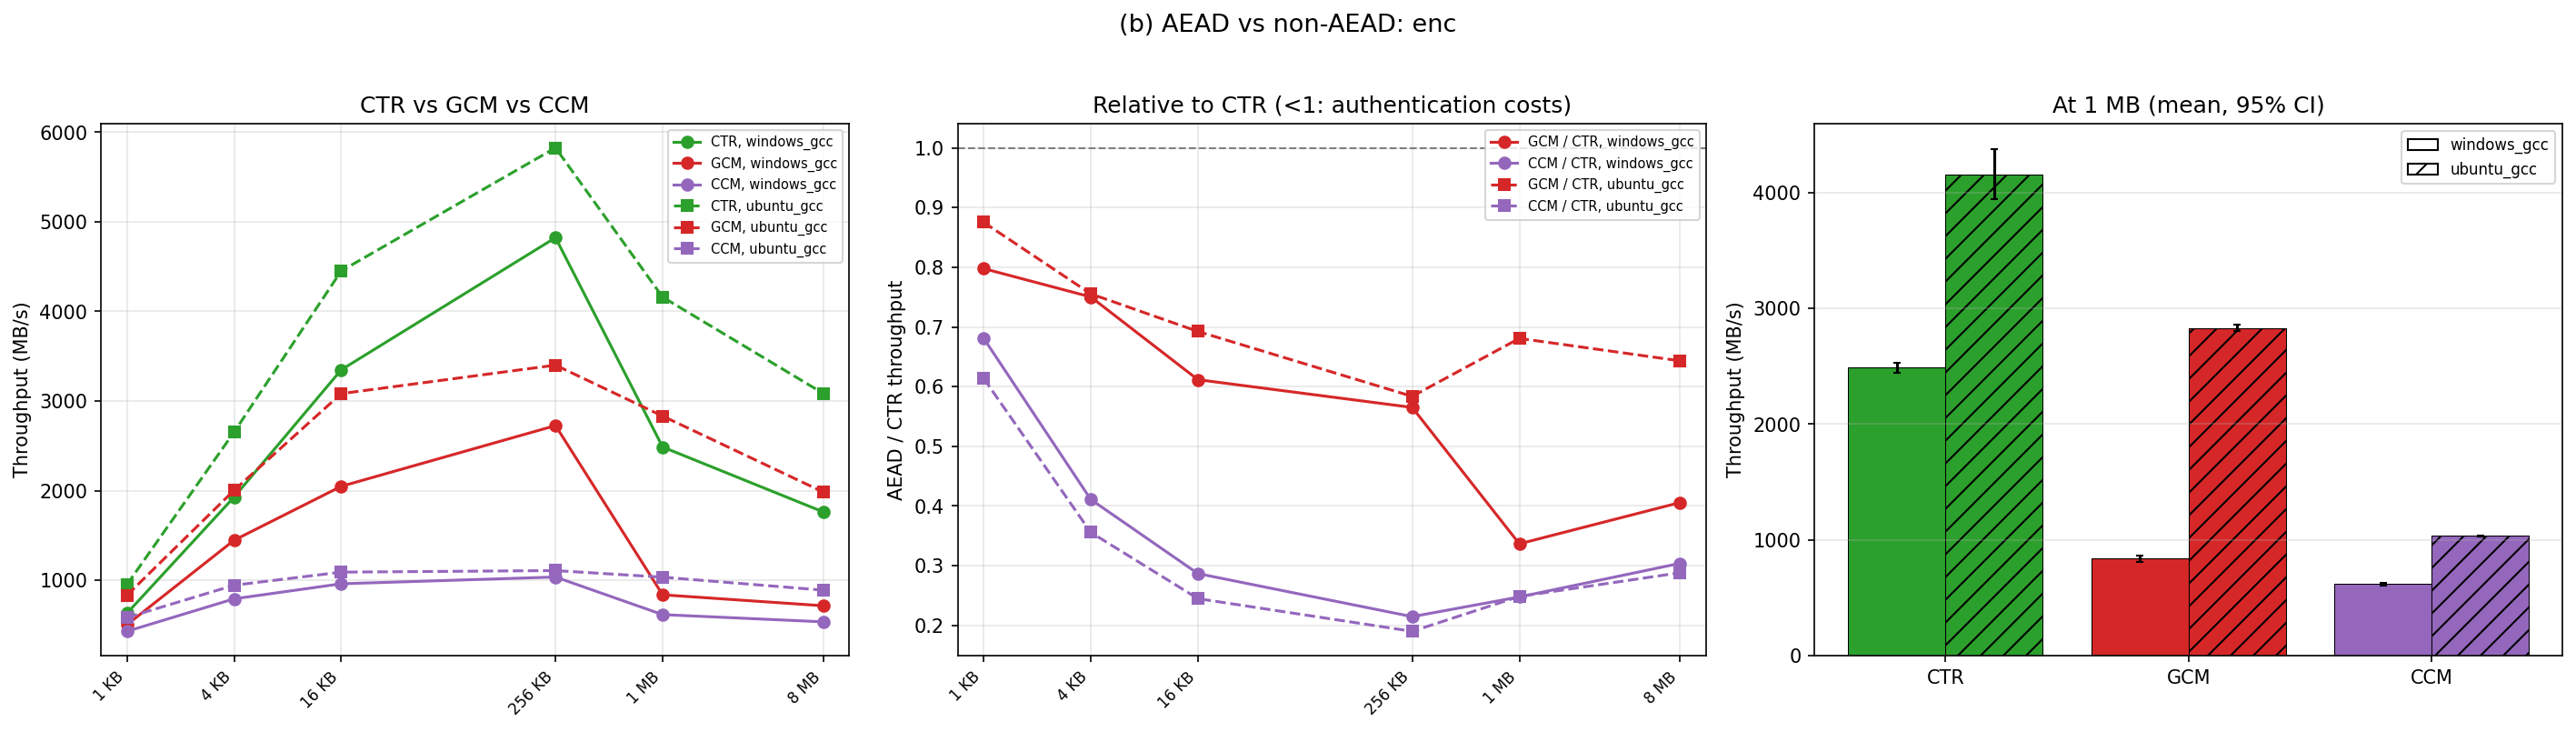 (b) AEAD vs non-AEAD: enc
CTR vs GCM vs CCM
Throughput (MB/s)
6000
5000
4000
3000
2000
1000
CTR, windows_gcc
GCM, windows_gcc
CCM, windows_gcc
CTR, ubuntu_gcc
GCM, ubuntu_gcc
CCM, ubuntu_gcc
1 KB
4 KB
16 KB
256 KB
1 MB
8 MB
Relative to CTR (<1: authentication costs)
AEAD / CTR throughput
1.0
0.9
0.8
0.7
0.6
0.5
0.4
0.3
0.2
GCM / CTR, windows_gcc
CCM / CTR, windows_gcc
GCM / CTR, ubuntu_gcc
CCM / CTR, ubuntu_gcc
1 KB
4 KB
16 KB
256 KB
1 MB
8 MB
At 1 MB (mean, 95% CI)
Throughput (MB/s)
4000
3000
2000
1000
0
windows_gcc
ubuntu_gcc
CTR
GCM
CCM